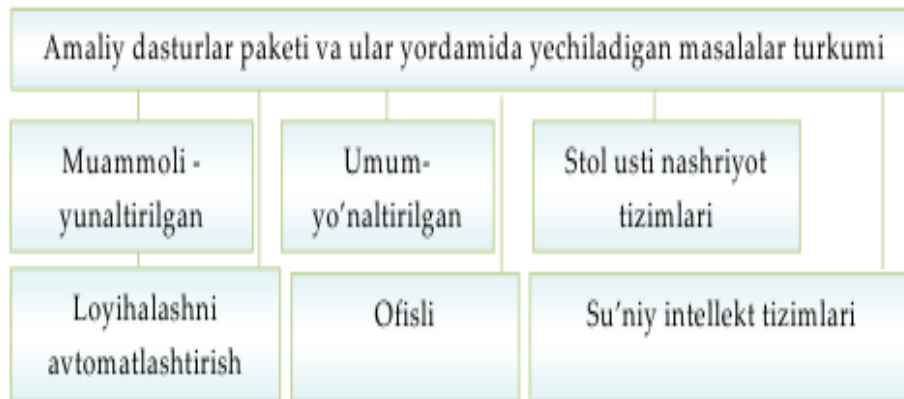 Amaliy dasturlar paketi va ular yordamida yechiladigan masalalar turkumi
Muammoli -
yunaltirilgan
Umum-
yo'naltirilgan
Stol usti nashriyot
tizimlari
Loyihalashni
avtomatlashtirish
Ofisli
Su'niy intellekt tizimlari